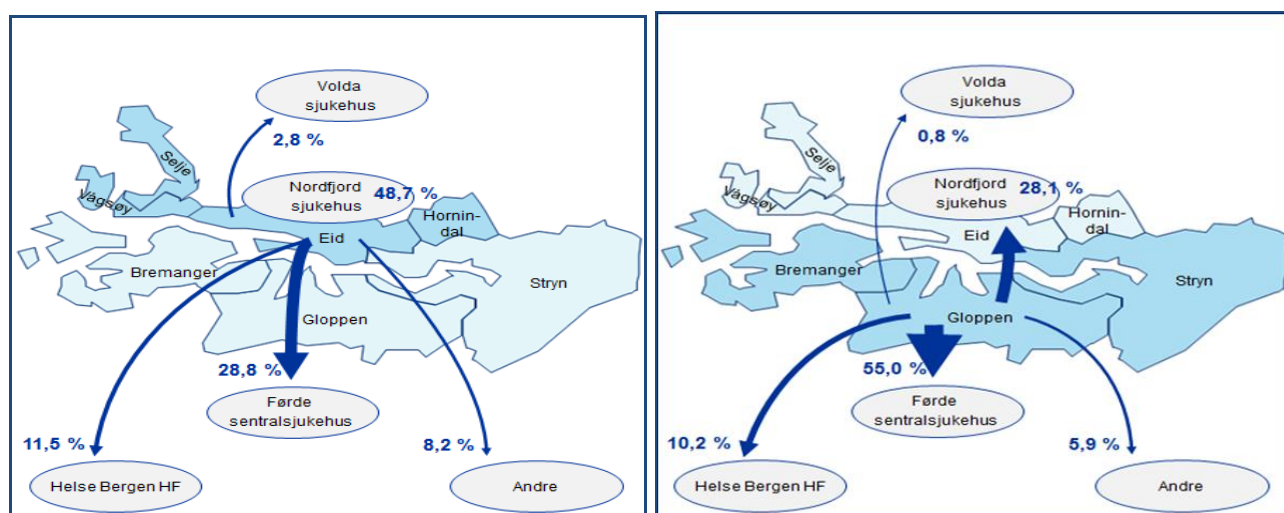 Volda
sjukehus
2,8 %
Selje
Vågsøy
Nordfjord
sjukehus
48,7 %
Hornin-
dal
Eid
Bremanger
Stryn
Gloppen
28,8 %
Førde
sentralsjukehus
11,5 %
8,2 %
Helse Bergen HF
Andre
Volda
sjukehus
0,8 %
Selje
Vågsøy
Nordfjord
sjukehus
28,1 %
Hornin-
dal
Eid
Bremanger
Stryn
Gloppen
55,0 %
Førde
sentralsjukehus
10,2 %
5,9 %
Helse Bergen HF
Andre